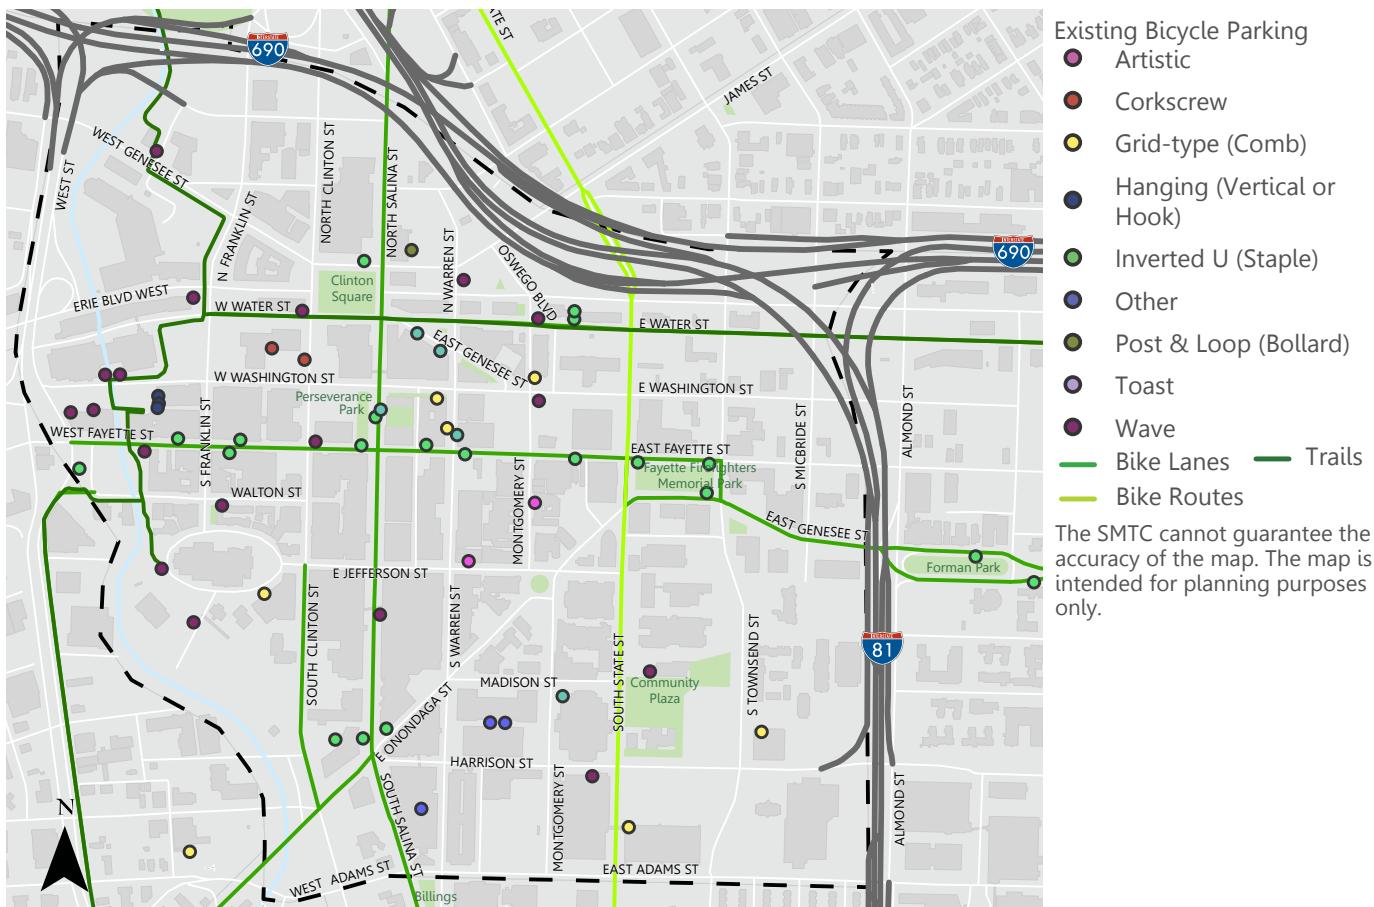 Existing Bicycle Parking
Artistic
Corkscrew
Grid-type (Comb)
Hanging (Vertical or
Hook)
Inverted U (Staple)
Other
Post & Loop (Bollard)
Toast
Wave
Bike Lanes
Trails
Bike Routes
The SMTC cannot guarantee the
accuracy of the map. The map is
intended for planning purposes
only.
INTERSTATE
690
ATE ST
JAMES ST
WEST GENESEE ST
WEST ST
N FRANKLIN ST
NORTH CLINTON ST
NORTH SALINA ST
N WARREN ST
OSWEGO BLVD
690
Clinton
Square
ERIE BLVD WEST
W WATER ST
E WATER ST
EAST GENESEE ST
W WASHINGTON ST
E WASHINGTON ST
Perseverance
Park
WEST FAYETTE ST
S FRANKLIN ST
EAST FAYETTE ST
Fayette Firefighters
Memorial Park
S MCBRIDE ST
ALMOND ST
WALTON ST
MONTGOMERY ST
EAST GENESEE ST
Forman Park
E JEFFERSON ST
SOUTH CLINTON ST
S WARREN ST
SOUTH STATE ST
S TOWNSEND ST
81
MADISON ST
Community
Plaza
E ONONDAGA ST
HARRISON ST
SOUTH SALINA ST
MONTGOMERY ST
ALMOND ST
N
WEST ADAMS ST
EAST ADAMS ST
Billings